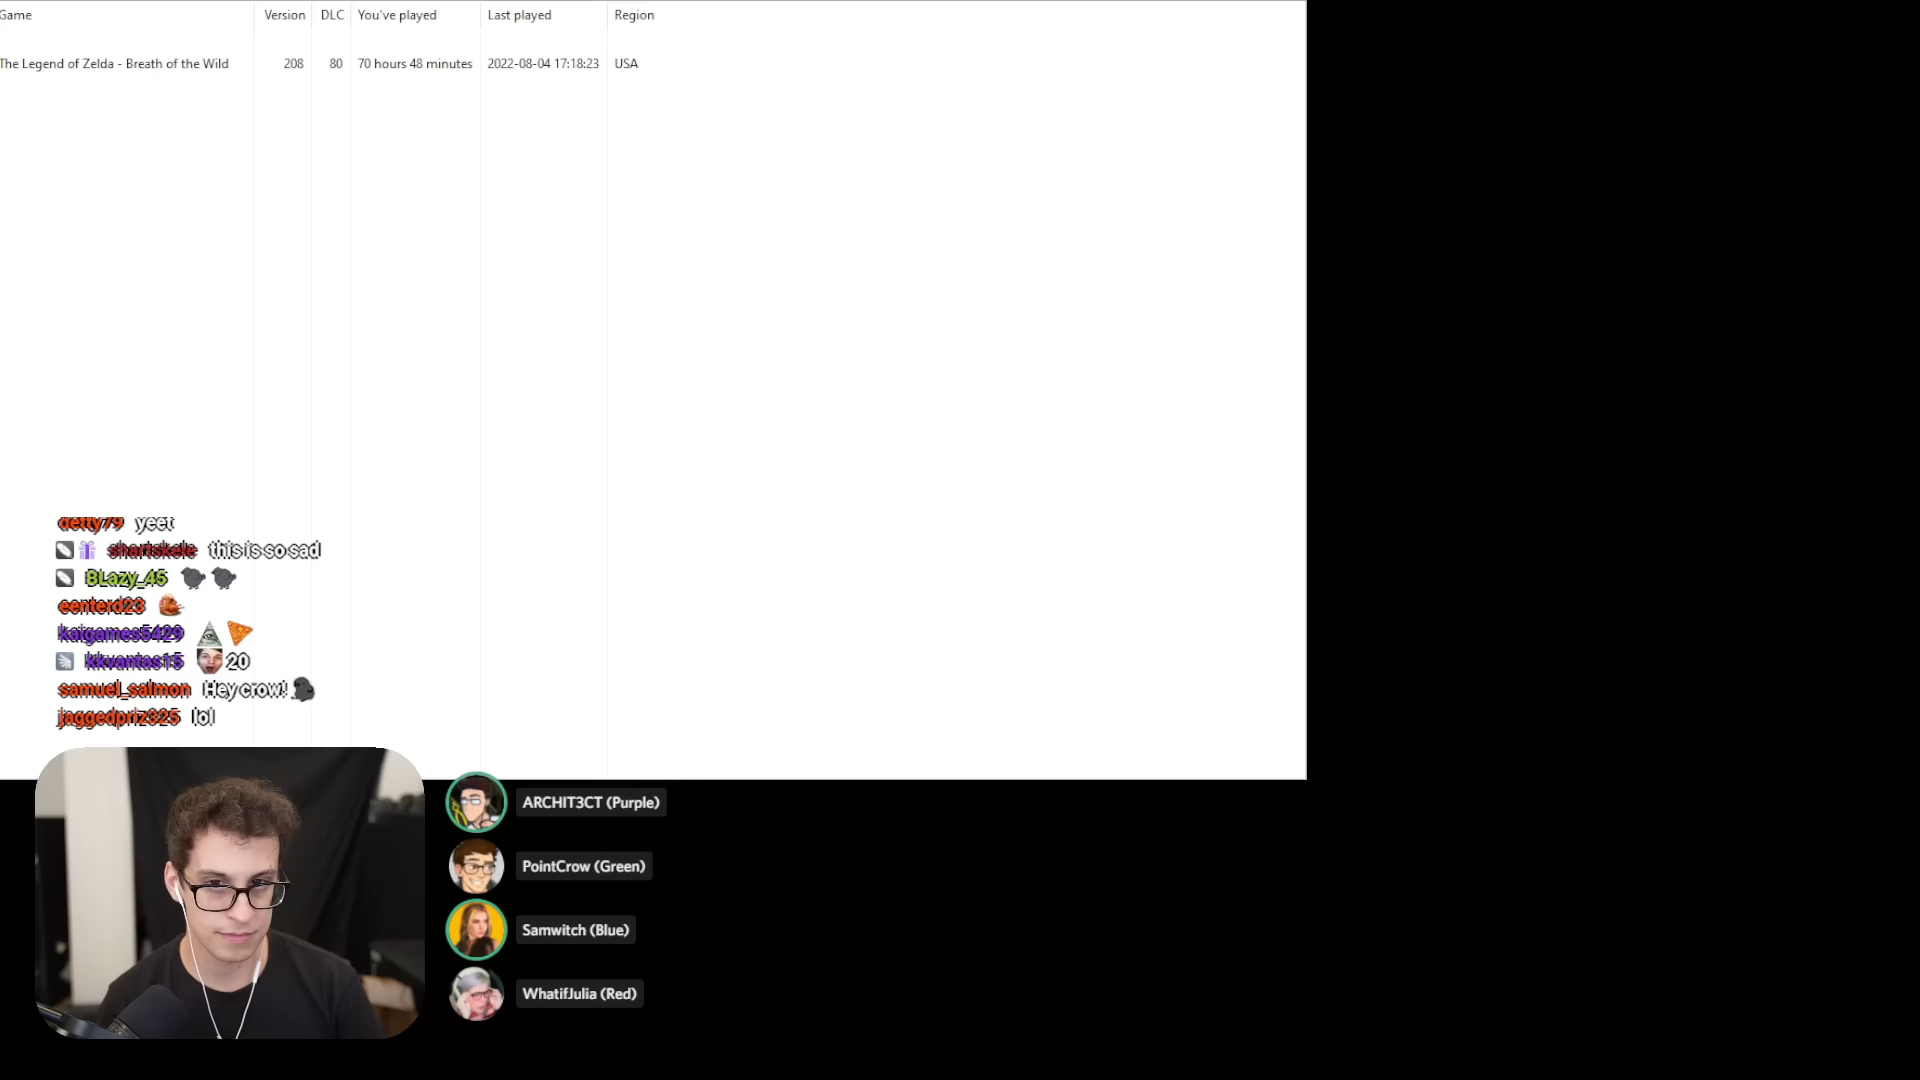 Game Version DLC You've played Last played Region
The Legend of Zelda - Breath of the Wild 208 80 70 hours 48 minutes 2022-08-04 17:18:23 USA
detty79 yeet
shartskele this is so sad
BLazy_45
eenterd23
kaigames5429
kkvantas15 20
samuel_salmon Hey crow!
jaggedpriz325 lol
ARCHIT3CT (Purple)
PointCrow (Green)
Samwitch (Blue)
WhatifJulia (Red)